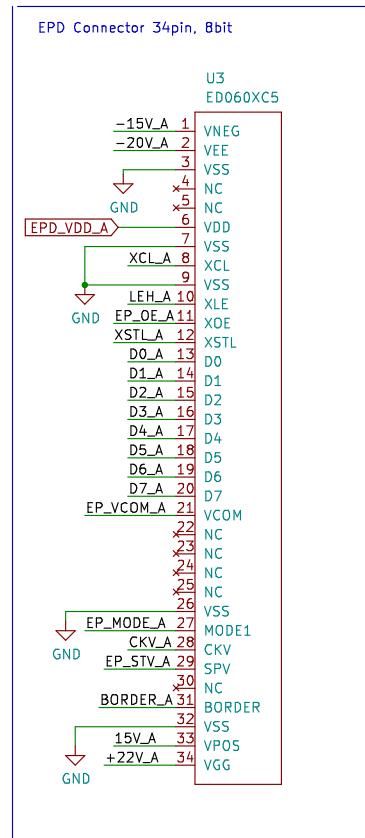 EPD Connector 34pin, 8bit
U3
ED060XC5
-15V_A 1 VNEG
-20V_A 2 VEE
3 VSS
4 NC
GND
5 NC
EPD_VDD_A 6 VDD
7 VSS
XCL_A 8 XCL
9 VSS
LEH_A 10 XLE
GND
EP_OE_A 11 XOE
XSTL_A 12 XSTL
D0_A 13 D0
D1_A 14 D1
D2_A 15 D2
D3_A 16 D3
D4_A 17 D4
D5_A 18 D5
D6_A 19 D6
D7_A 20 D7
EP_VCOM_A 21 VCOM
22 NC
23 NC
24 NC
25 NC
26 VSS
EP_MODE_A 27 MODE1
CKV_A 28 CKV
GND
EP_STV_A 29 SPV
30 NC
BORDER_A 31 BORDER
32 VSS
15V_A 33 VPOS
+22V_A 34 VGG
GND